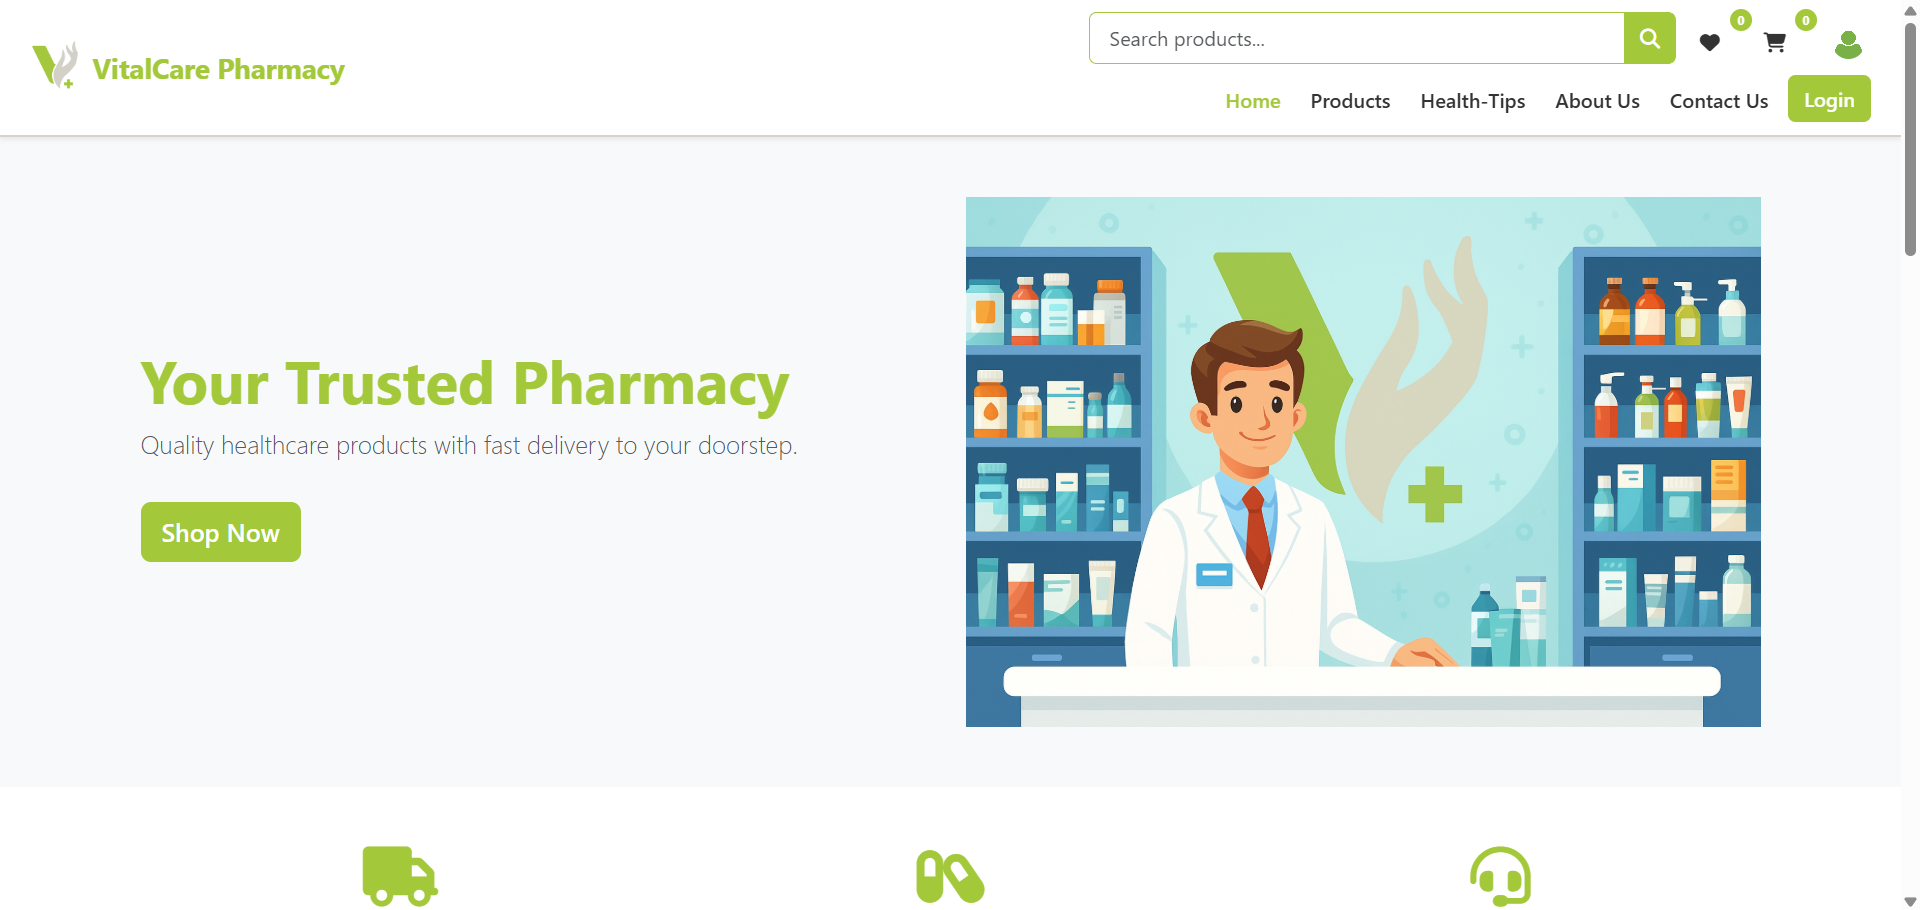 VitalCare Pharmacy
Search products...
0
0
Home Products Health-Tips About Us Contact Us Login
Your Trusted Pharmacy
Quality healthcare products with fast delivery to your doorstep.
Shop Now